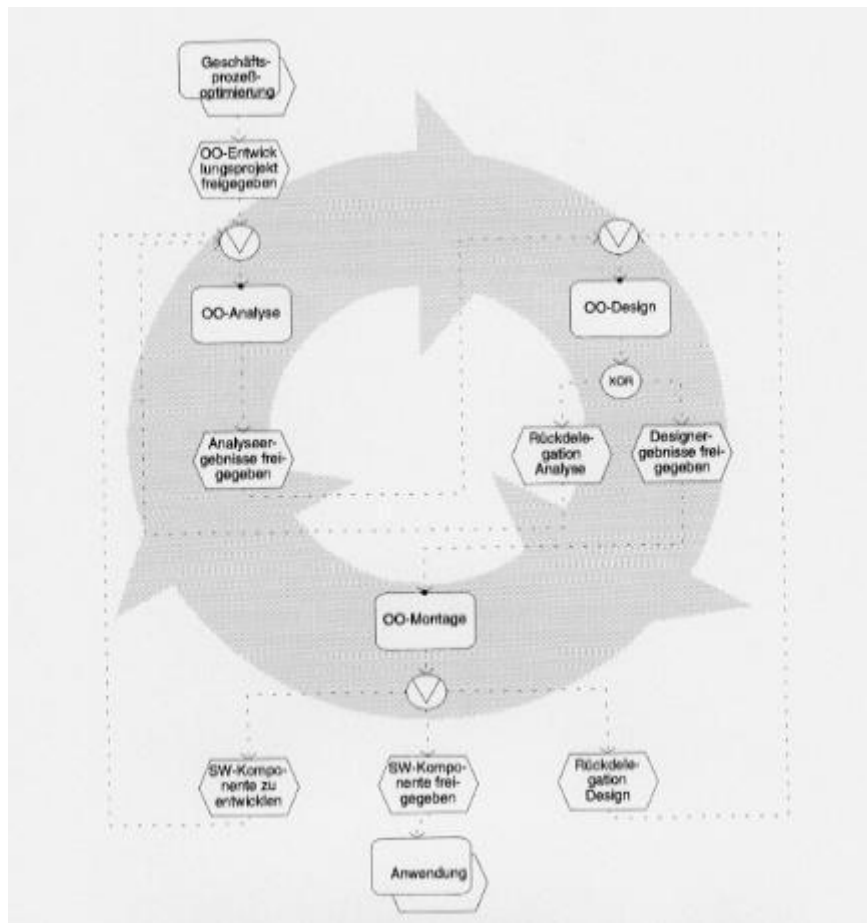 Geschäfts-
prozeß-
optimierung
OO-Entwick
lungsprojekt
freigegeben
OO-Analyse
OO-Design
XOR
Analyseer-
gebnisse frei-
gegeben
Rückdele-
gation
Analyse
Designer-
gebnisse frei-
gegeben
OO-Montage
SW-Kompo-
nente zu
entwicklen
SW-Kompo-
nente frei-
gegeben
Rückdele-
gation
Design
Anwendung